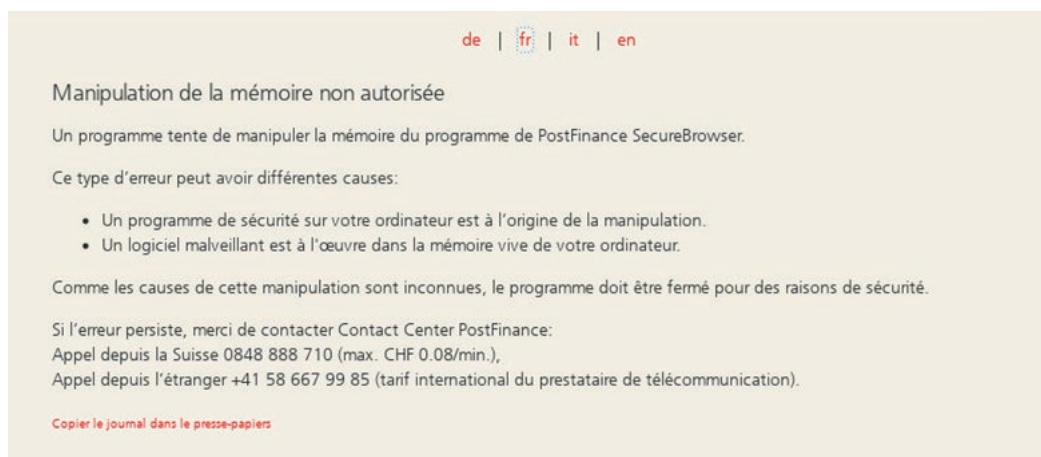 de | fr | it | en
Manipulation de la mémoire non autorisée
Un programme tente de manipuler la mémoire du programme de PostFinance SecureBrowser.
Ce type d'erreur peut avoir différentes causes:
• Un programme de sécurité sur votre ordinateur est à l'origine de la manipulation.
• Un logiciel malveillant est à l'œuvre dans la mémoire vive de votre ordinateur.
Comme les causes de cette manipulation sont inconnues, le programme doit être fermé pour des raisons de sécurité.
Si l'erreur persiste, merci de contacter Contact Center PostFinance:
Appel depuis la Suisse 0848 888 710 (max. CHF 0.08/min.),
Appel depuis l'étranger +41 58 667 99 85 (tarif international du prestataire de télécommunication).
Copier le journal dans le presse-papiers